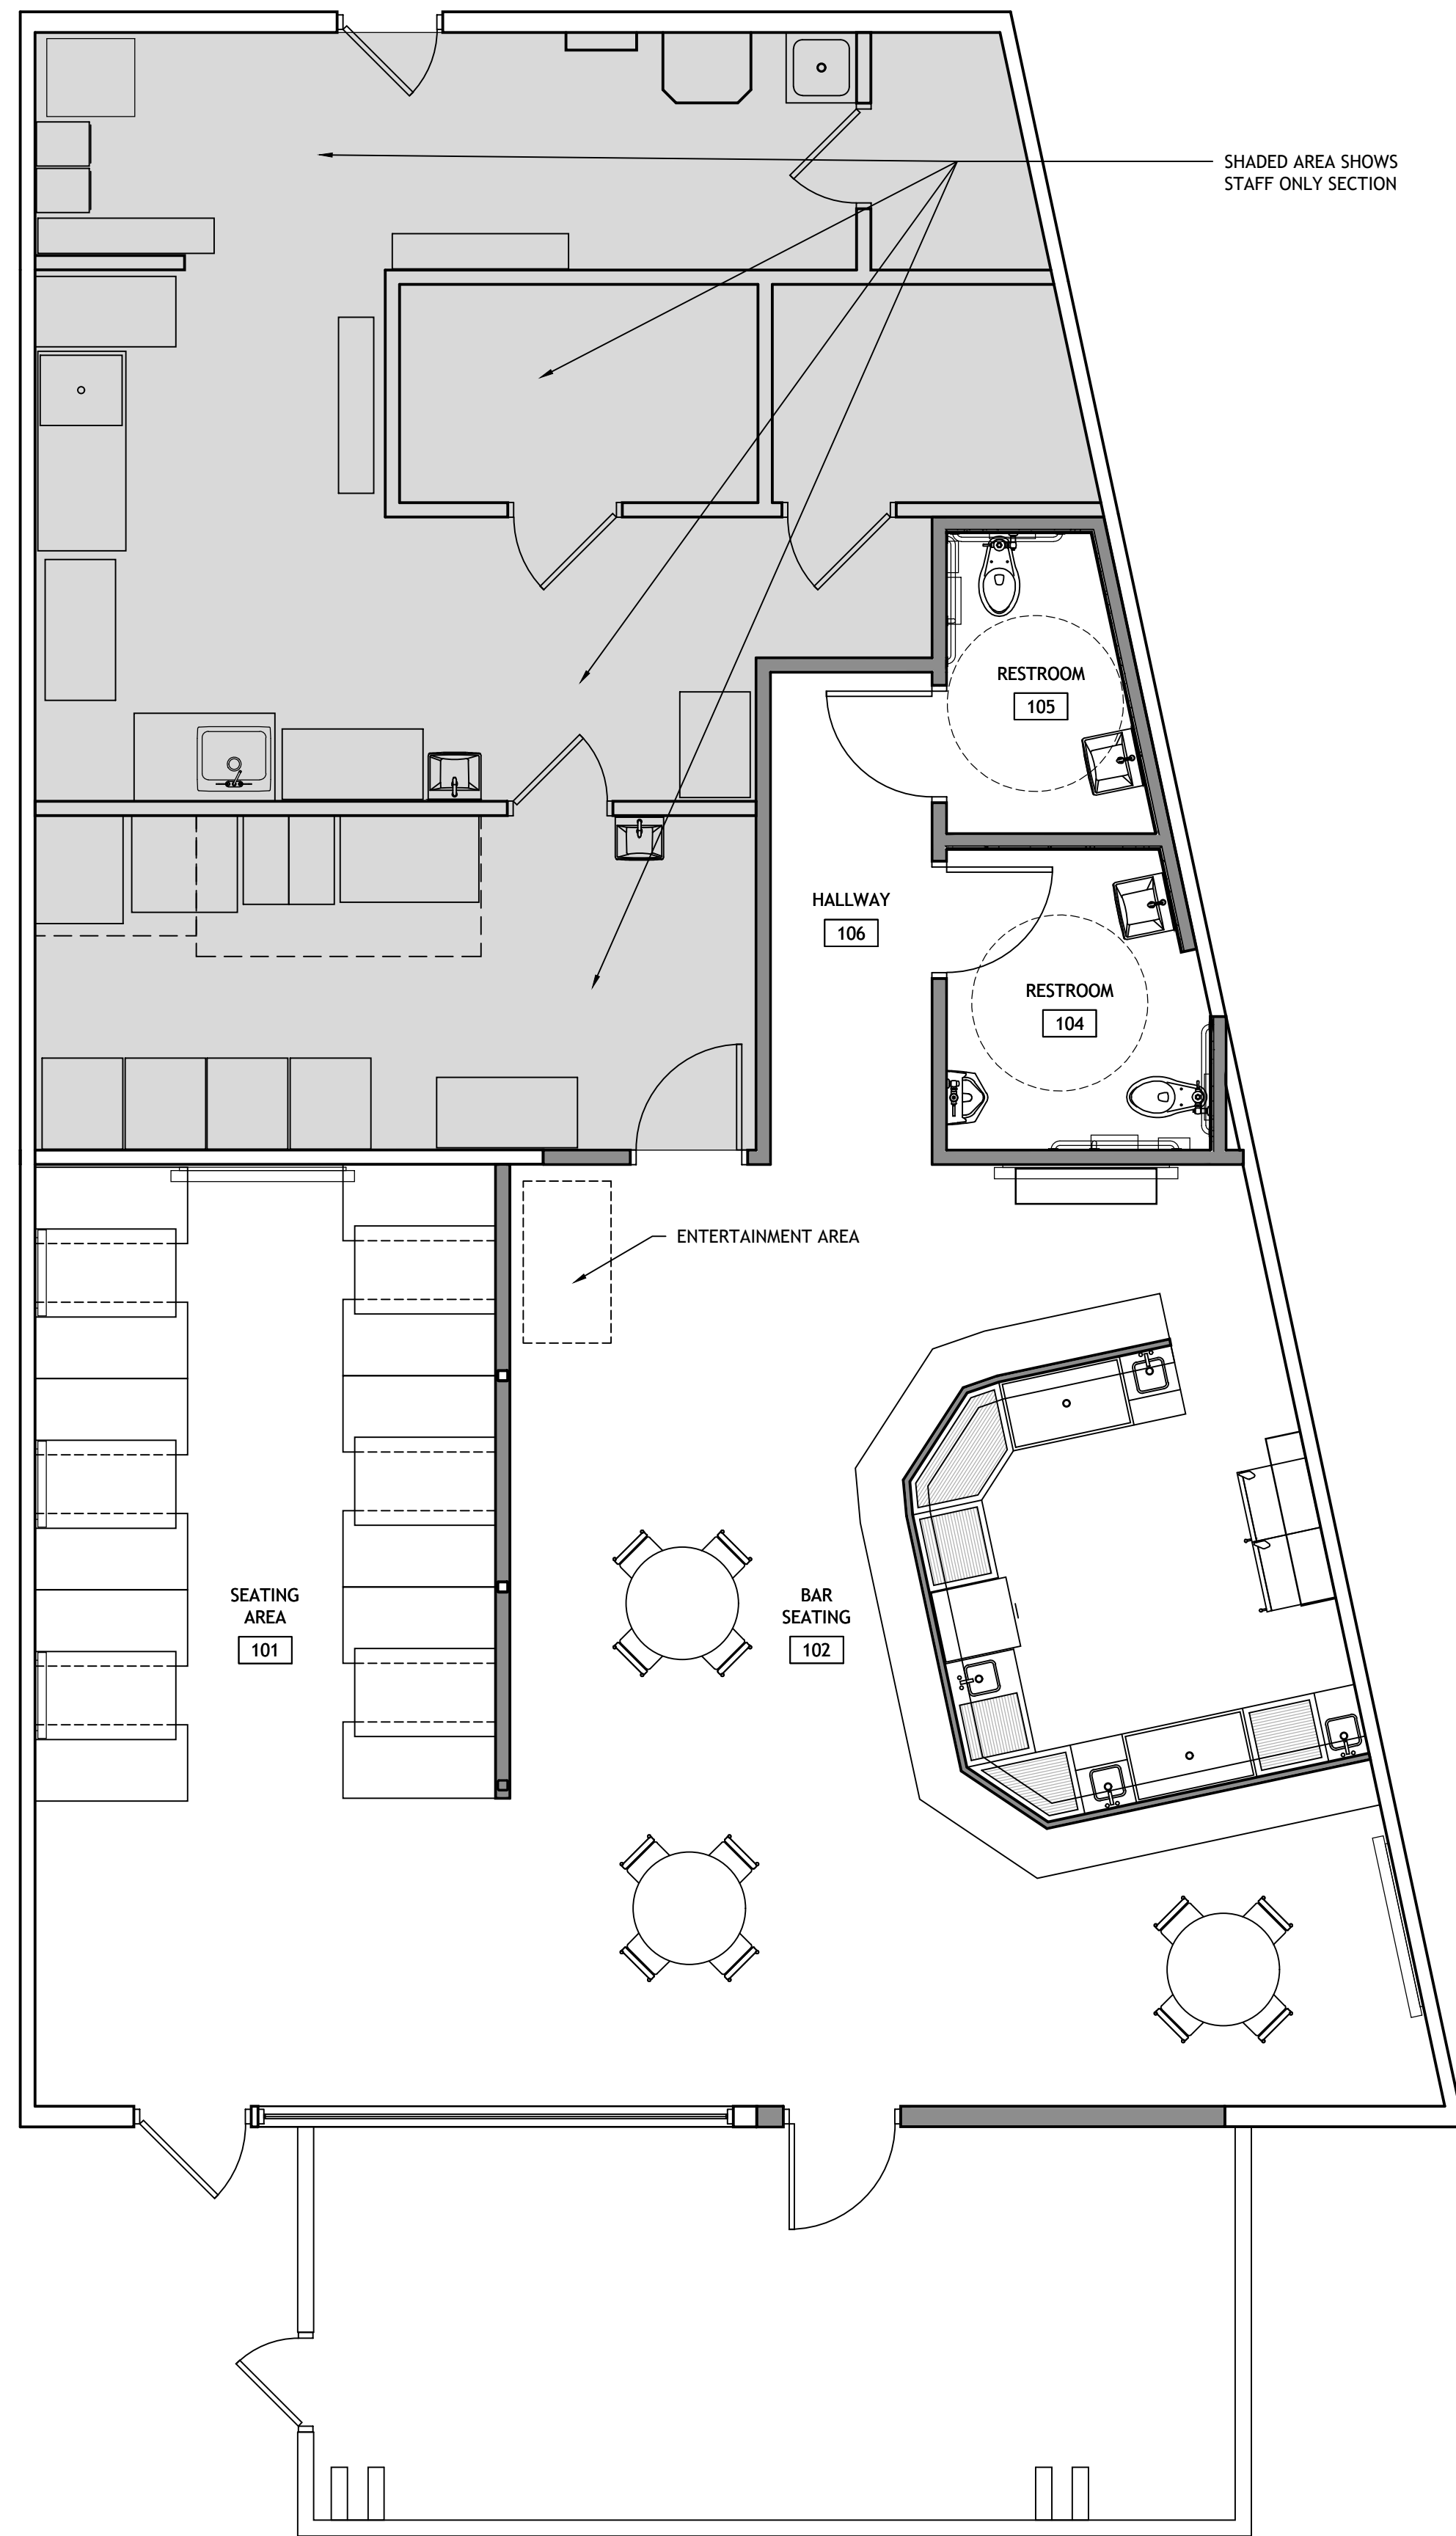 SHADED AREA SHOWS
STAFF ONLY SECTION
RESTROOM
105
HALLWAY
106
RESTROOM
104
ENTERTAINMENT AREA
SEATING
AREA
101
BAR
SEATING
102